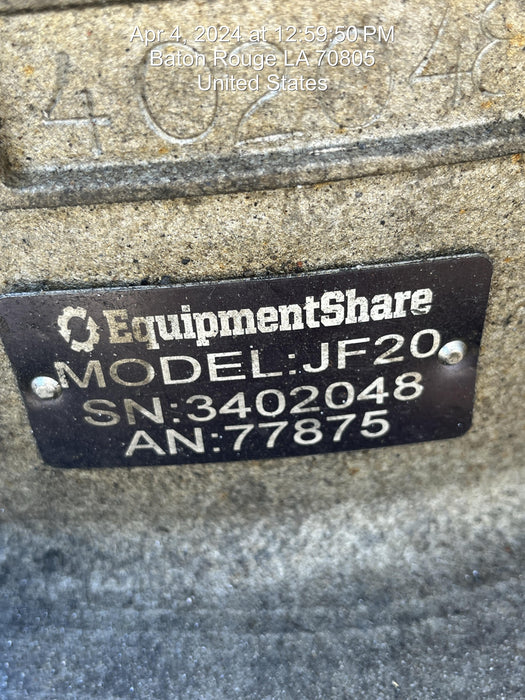 Apr 4, 2024 at 12:59:50 PM
Baton Rouge LA 70805
United States
402048
EquipmentShare
MODEL:JF20
SN:3402048
AN:77875